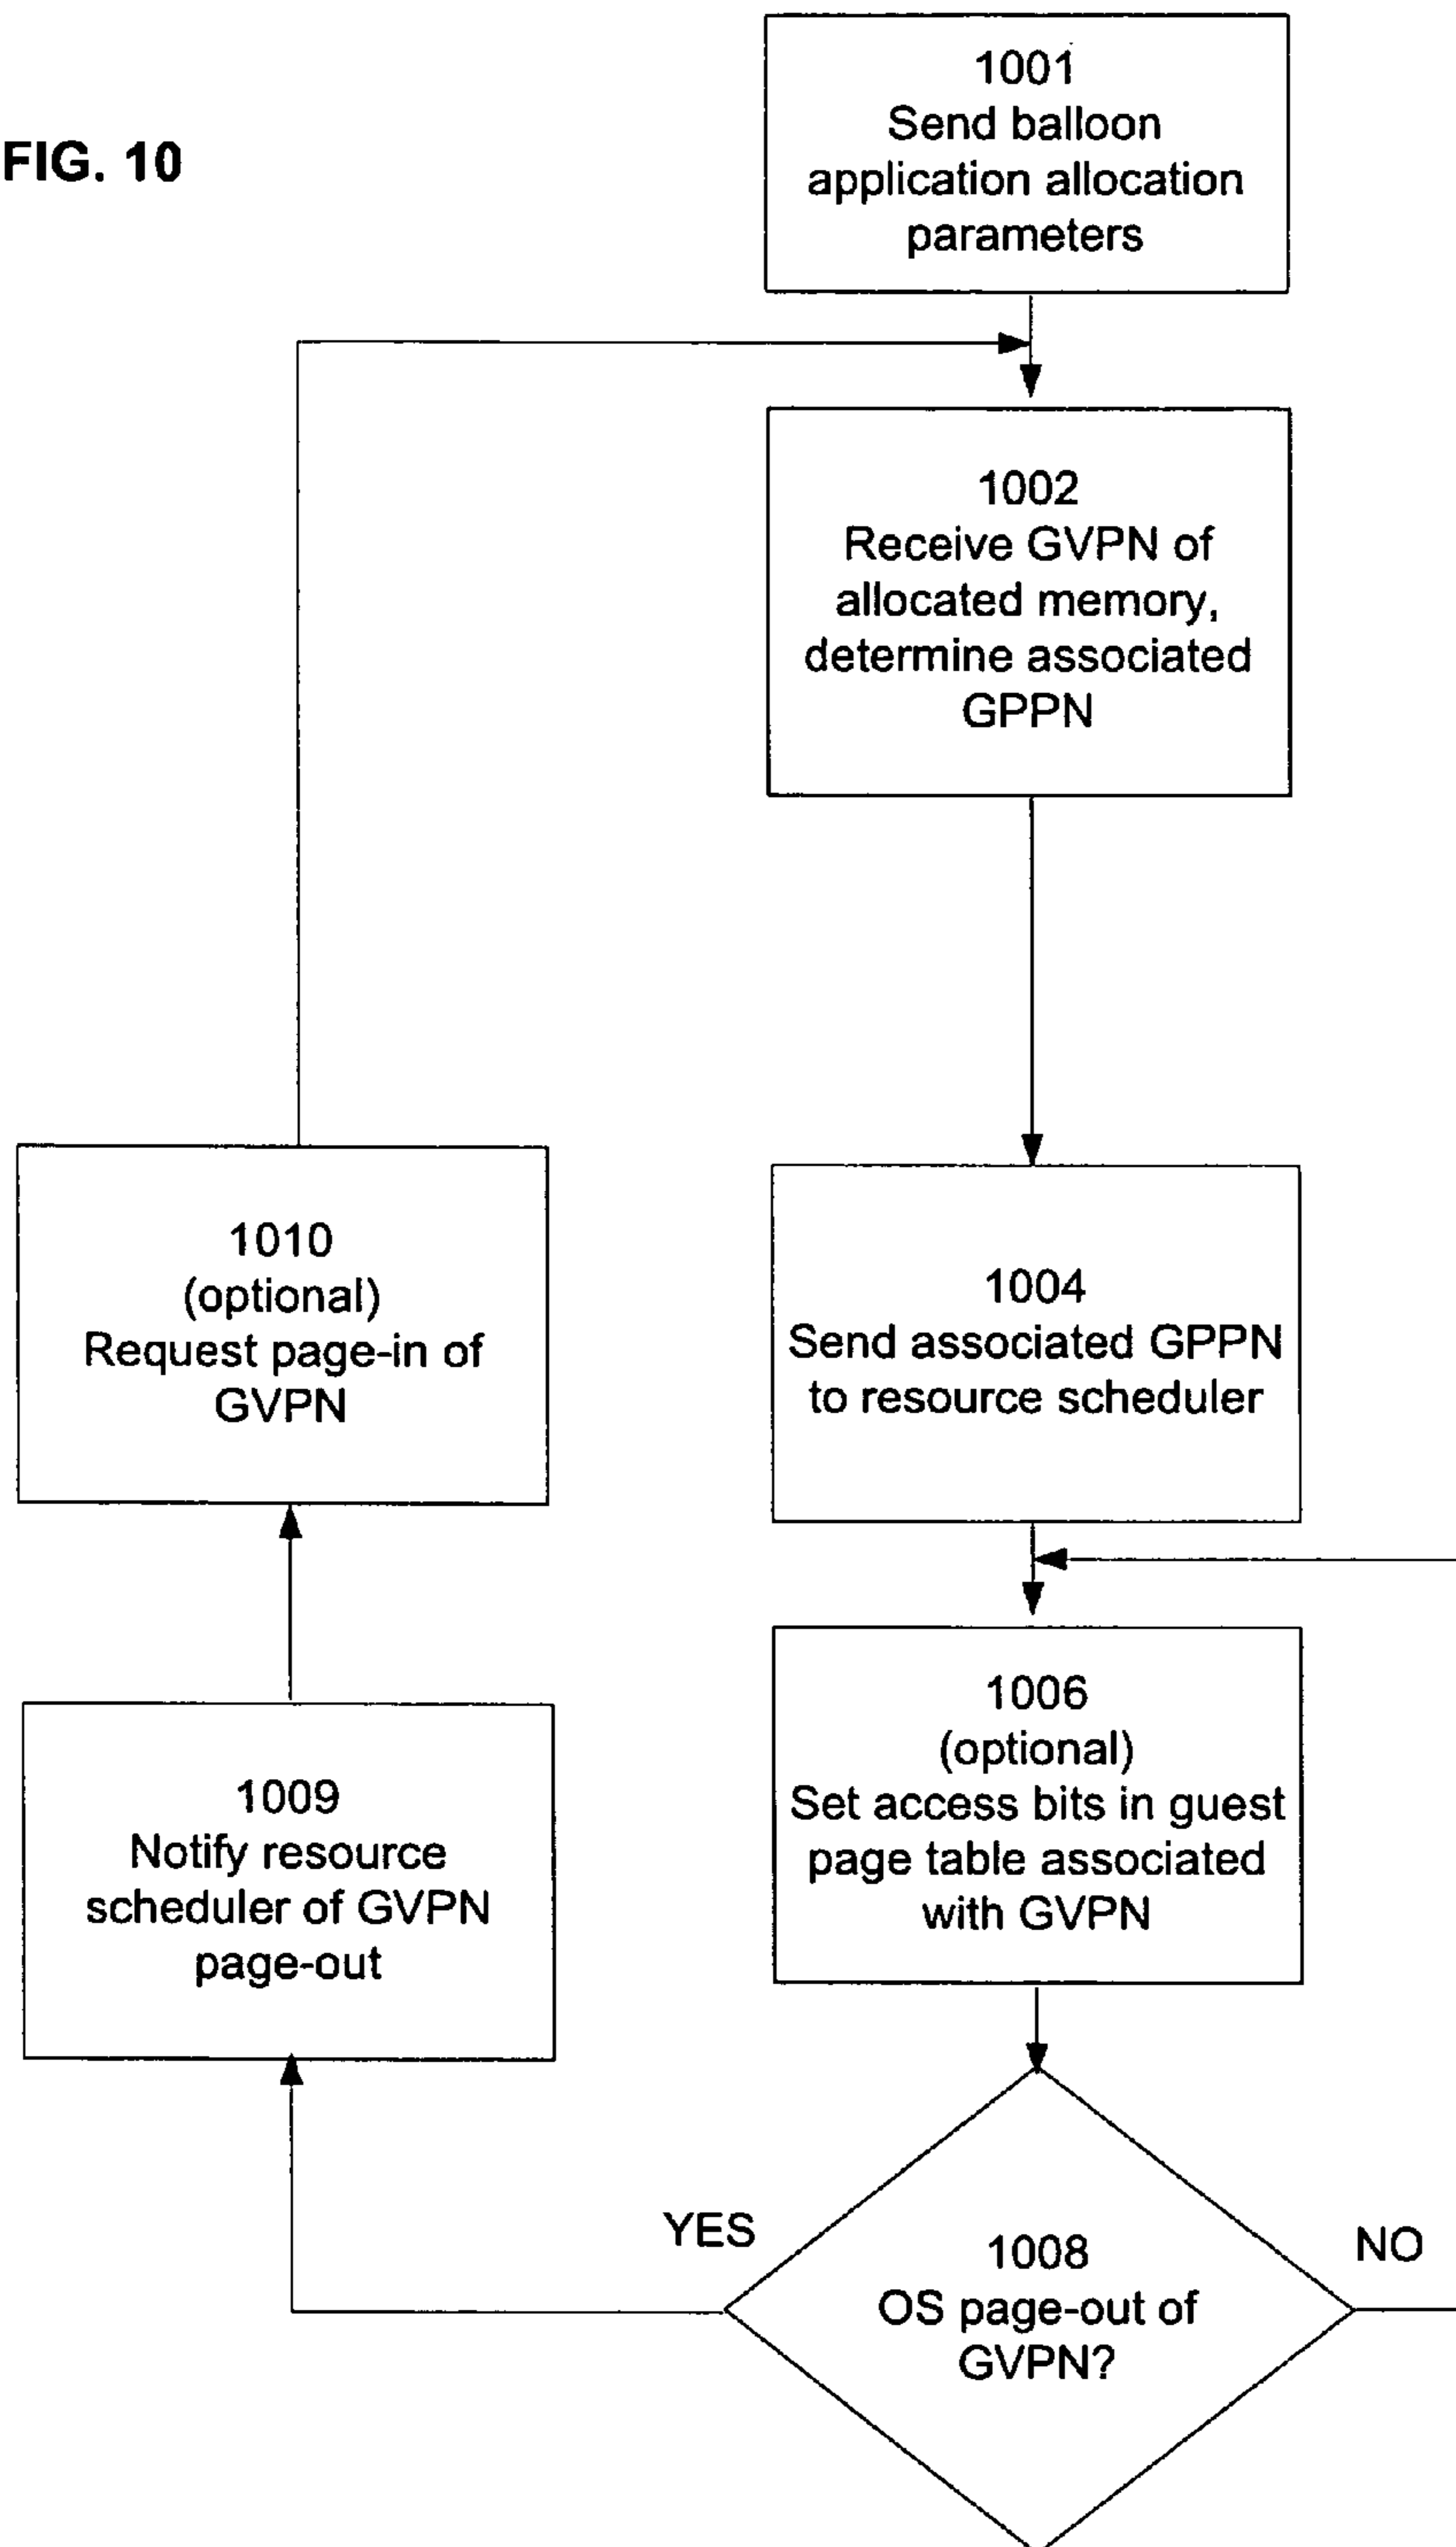 FIG. 10
1001
Send balloon
application allocation
parameters
1002
Receive GVPN of
allocated memory,
determine associated
GPPN
1004
Send associated GPPN
to resource scheduler
1010
(optional)
Request page-in of
GVPN
1006
(optional)
Set access bits in guest
page table associated
with GVPN
1009
Notify resource
scheduler of GVPN
page-out
YES
1008
OS page-out of
GVPN?
NO